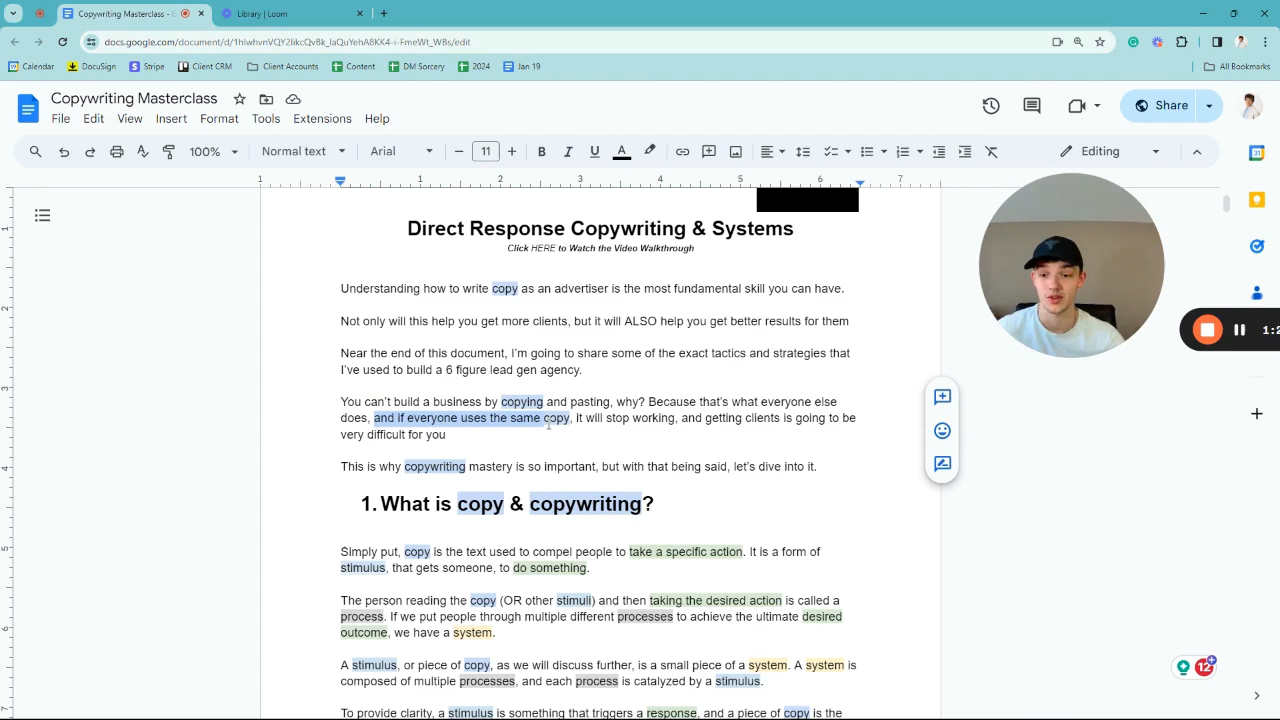 Copywriting Masterclass -
Library | Loom
docs.google.com/document/d/1hlwhvnVQY2IikcQvBk_laQuYehA8KK4-i-FmeWt_WBs/edit
Calendar DocuSign Stripe Client CRM Client Accounts Content DM Sorcery 2024 Jan 19 All Bookmarks
Copywriting Masterclass
Share
File Edit View Insert Format Tools Extensions Help
100% Normal text Arial 11 Editing
1 1 2 3 4 5 6 7
Direct Response Copywriting & Systems
Click HERE to Watch the Video Walkthrough
Understanding how to write copy as an advertiser is the most fundamental skill you can have.
Not only will this help you get more clients, but it will ALSO help you get better results for them
Near the end of this document, I'm going to share some of the exact tactics and strategies that
I've used to build a 6 figure lead gen agency.
You can't build a business by copying and pasting, why? Because that's what everyone else
does, and if everyone uses the same copy, it will stop working, and getting clients is going to be
very difficult for you
This is why copywriting mastery is so important, but with that being said, let's dive into it.
1. What is copy & copywriting?
Simply put, copy is the text used to compel people to take a specific action. It is a form of
stimulus, that gets someone, to do something.
The person reading the copy (OR other stimuli) and then taking the desired action is called a
process. If we put people through multiple different processes to achieve the ultimate desired
outcome, we have a system.
A stimulus, or piece of copy, as we will discuss further, is a small piece of a system. A system is
composed of multiple processes, and each process is catalyzed by a stimulus.
To provide clarity, a stimulus is something that triggers a response, and a piece of copy is the
1:2
12